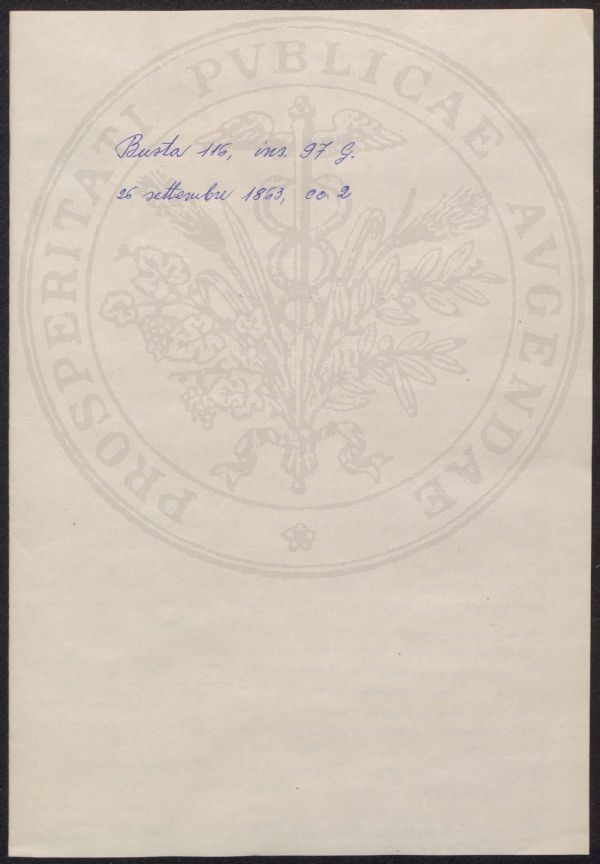 Busta 116, ins. 97 G.
26 settembre 1863, cc. 2
PROSPERITATI PVBLICAE AVGENDAE